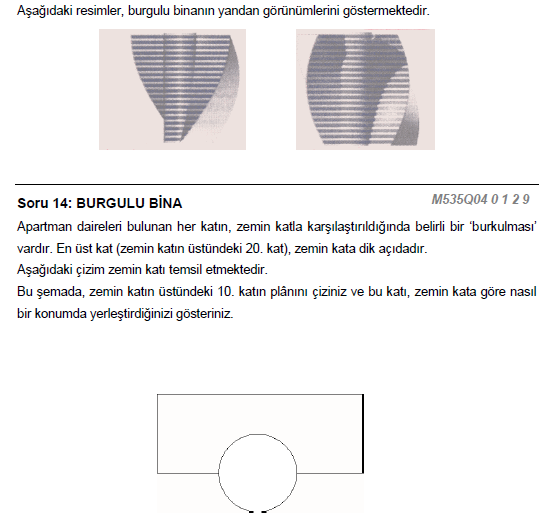 Aşağıdaki resimler, burgulu binanın yandan görünümlerini göstermektedir.
Soru 14: BURGULU BİNA
M535Q04 0 1 2 9
Apartman daireleri bulunan her katın, zemin katla karşılaştırıldığında belirli bir ‘burkulması’
vardır. En üst kat (zemin katın üstündeki 20. kat), zemin kata dik açıdadır.
Aşağıdaki çizim zemin katı temsil etmektedir.
Bu şemada, zemin katın üstündeki 10. katın plânını çiziniz ve bu katı, zemin kata göre nasıl
bir konumda yerleştirdiğinizi gösteriniz.